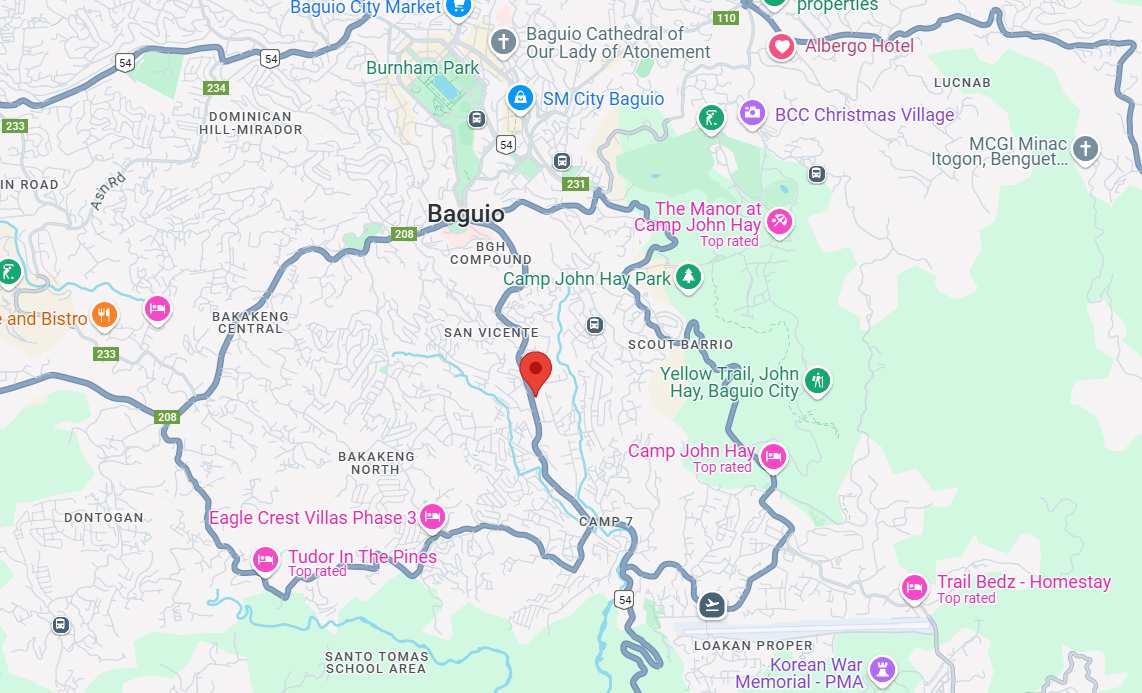 properties
Baguio City Market
110
Baguio Cathedral of
Our Lady of Atonement
Albergo Hotel
54
54
Burnham Park
LUCNAB
234
SM City Baguio
DOMINICAN
HILL-MIRADOR
BCC Christmas Village
233
54
MCGI Minac
Itogon, Benguet...
IN ROAD
Asn Rd
231
Baguio
The Manor at
Camp John Hay
Top rated
208
BGH
COMPOUND
Camp John Hay Park
e and Bistro
BAKAKENG
CENTRAL
SAN VICENTE
SCOUT BARRIO
233
Yellow Trail, John
Hay, Baguio City
208
Camp John Hay
Top rated
BAKAKENG
NORTH
DONTOGAN
Eagle Crest Villas Phase 3
CAMP 7
Tudor In The Pines
Top rated
Trail Bedz - Homestay
Top rated
54
LOAKAN PROPER
SANTO TOMAS
SCHOOL AREA
Korean War
Memorial - PMA